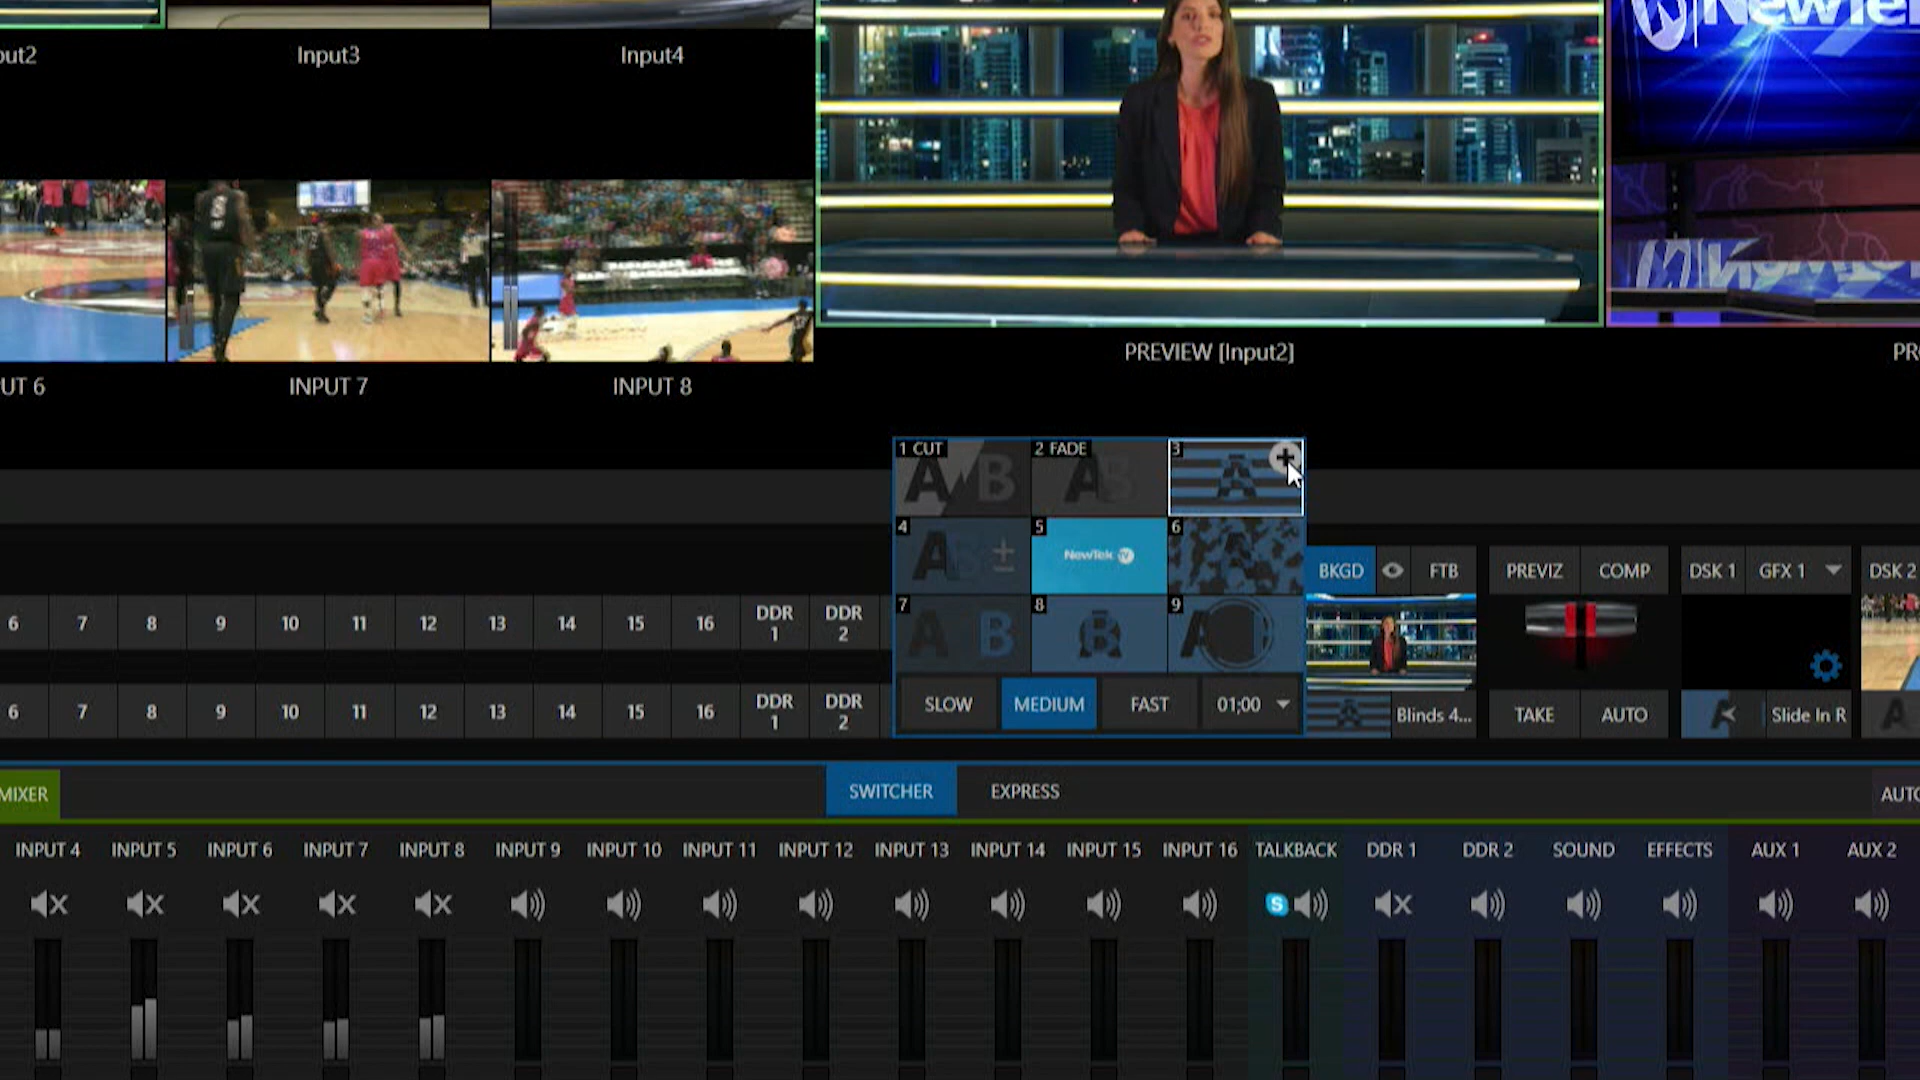 ut2
Input3
Input4
NewTe
PREVIEW [Input2]
PR
UT 6
INPUT 7
INPUT 8
1 CUT
A B
2 FADE
A B
3
A
4
A B
5
NewTek TV
6
A
7
A B
8
B
9
A
SLOW
MEDIUM
FAST
01;00
BKGD
FTB
PREVIZ
COMP
DSK 1
GFX 1
DSK 2
6 7 8 9 10 11 12 13 14 15 16 DDR 1 DDR 2
6 7 8 9 10 11 12 13 14 15 16 DDR 1 DDR 2
Blinds 4...
TAKE
AUTO
Slide In R
MIXER
SWITCHER
EXPRESS
AUTO
INPUT 4 INPUT 5 INPUT 6 INPUT 7 INPUT 8 INPUT 9 INPUT 10 INPUT 11 INPUT 12 INPUT 13 INPUT 14 INPUT 15 INPUT 16 TALKBACK DDR 1 DDR 2 SOUND EFFECTS AUX 1 AUX 2